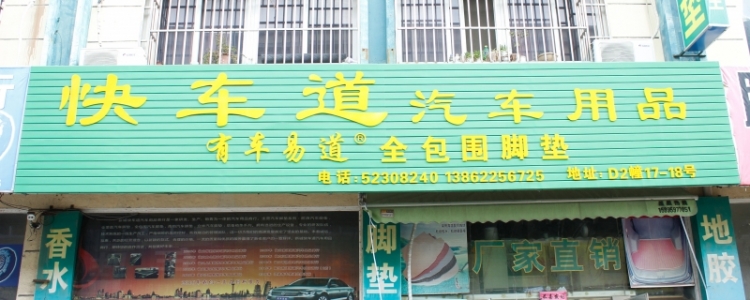 快车道汽车用品
有车易道®全包围脚垫
电话:52308240 13862256725 地址:D2幢17-18号
香水
脚垫
厂家直销
地胶
垫